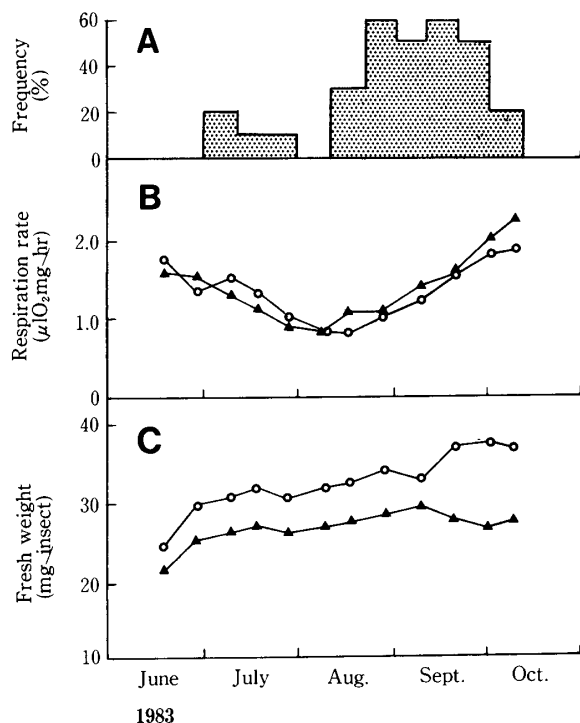 A
Frequency
(%)
60
40
20
0
B
Respiration rate
(μlO₂mg⁻hr)
2.0
1.0
0
C
Fresh weight
(mg⁻insect)
40
30
20
10
June July Aug. Sept. Oct.
1983